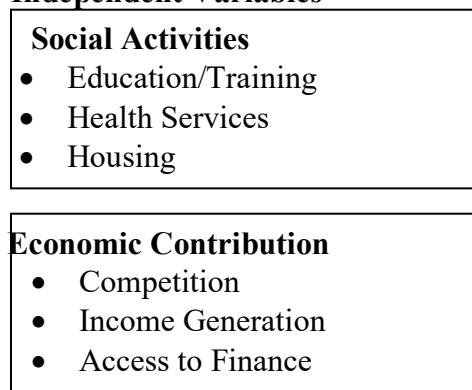 Independent Variables
Social Activities
• Education/Training
• Health Services
• Housing
Economic Contribution
• Competition
• Income Generation
• Access to Finance